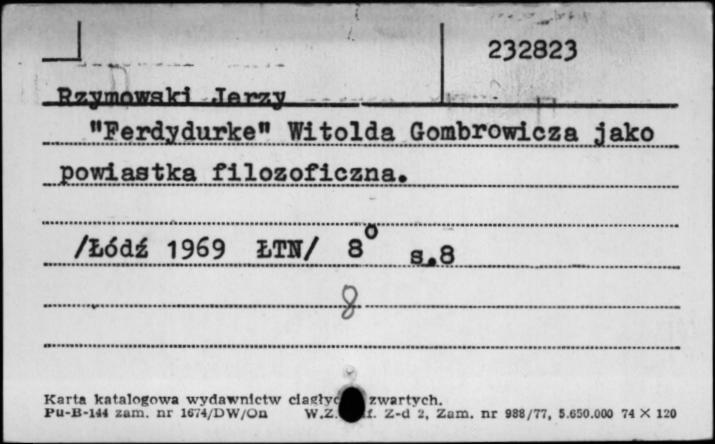 232823
Rzymowski Jerzy
"Ferdydurke" Witolda Gombrowicza jako
powiastka filozoficzna.
/Łódź 1969 ŁTN/ 8° s.8
8
Karta katalogowa wydawnictw zwartych.
Pu-B-144 zam. nr 1674/DW/On W.Z. f. Z-d 2, Zam. nr 988/77, 5.650.000 74 × 120